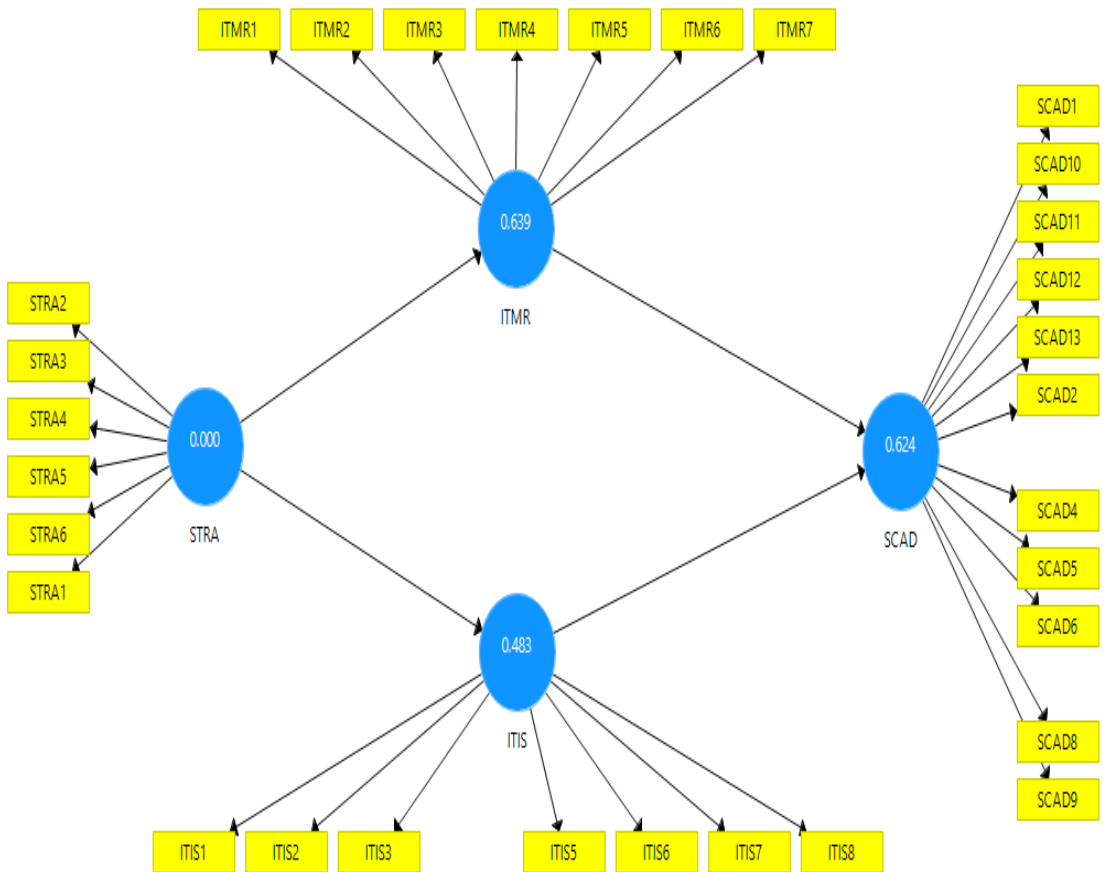 ITMR1 ITMR2 ITMR3 ITMR4 ITMR5 ITMR6 ITMR7
0.639
ITMR
STRA2
STRA3
STRA4
STRA5
STRA6
STRA1
0.000
STRA
SCAD1
SCAD10
SCAD11
SCAD12
SCAD13
SCAD2
SCAD4
SCAD5
SCAD6
SCAD8
SCAD9
0.624
SCAD
0.483
ITIS
ITIS1 ITIS2 ITIS3 ITIS5 ITIS6 ITIS7 ITIS8